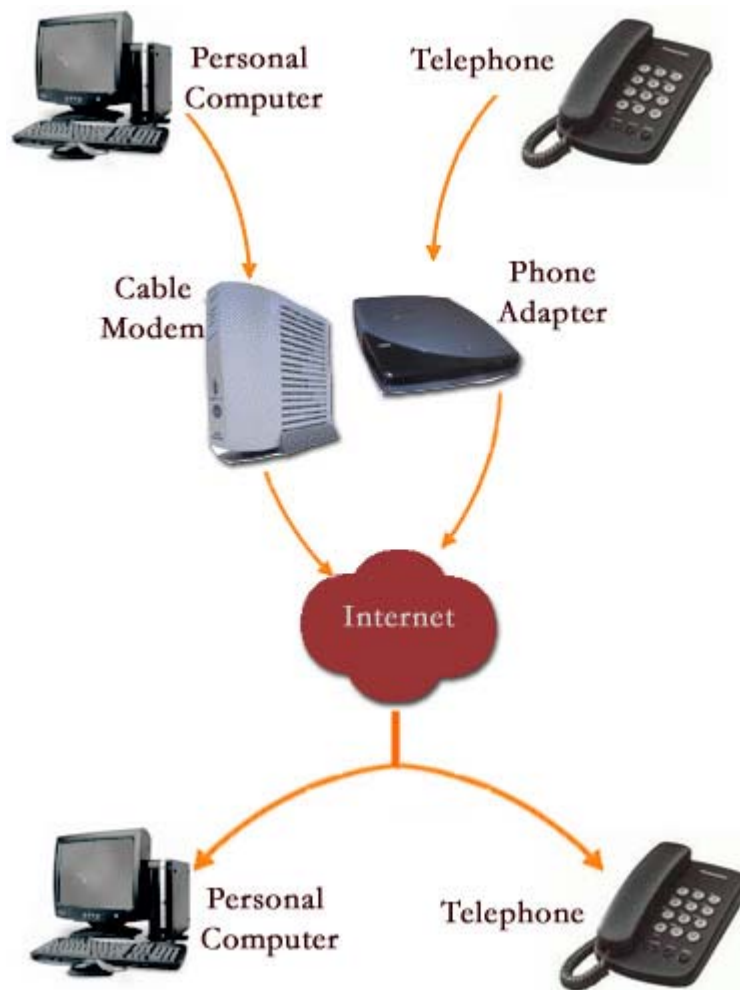 Personal
Computer
Telephone
Cable
Modem
Phone
Adapter
Internet
Personal
Computer
Telephone